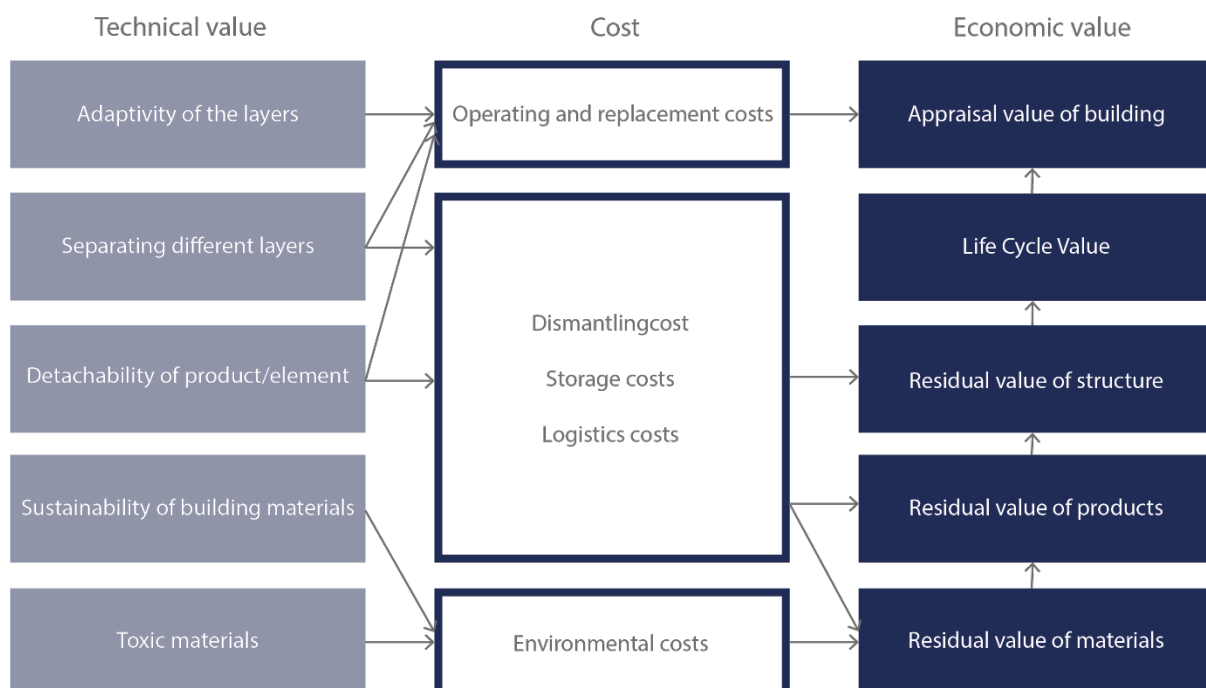 Technical value
Cost
Economic value
Adaptivity of the layers
Operating and replacement costs
Appraisal value of building
Separating different layers
Life Cycle Value
Detachability of product/element
Dismantlingcost
Storage costs
Logistics costs
Residual value of structure
Sustainability of building materials
Residual value of products
Toxic materials
Environmental costs
Residual value of materials